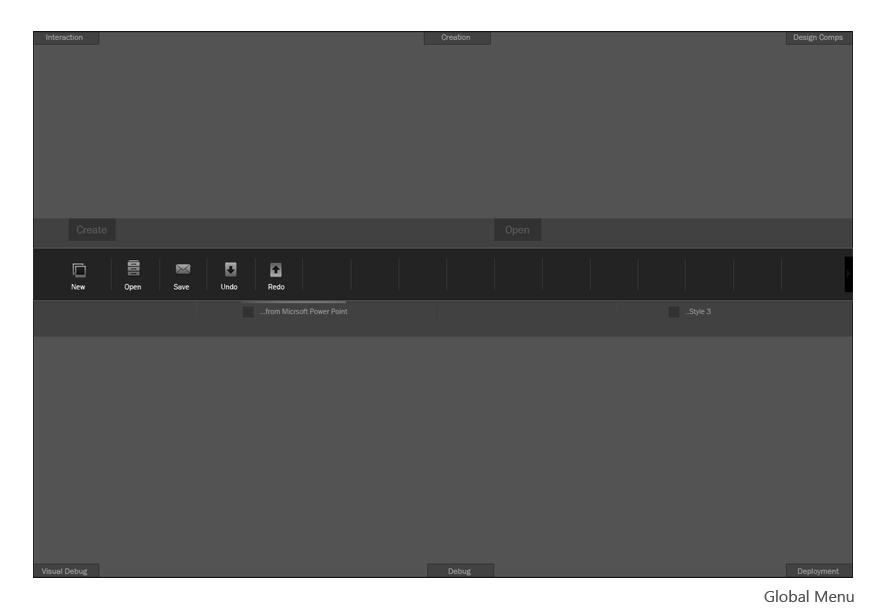 Interaction Creation Design Comps
Create Open
New Open Save Undo Redo
...from Micrsoft Power Point ..Style 3
Visual Debug Debug Deployment
Global Menu